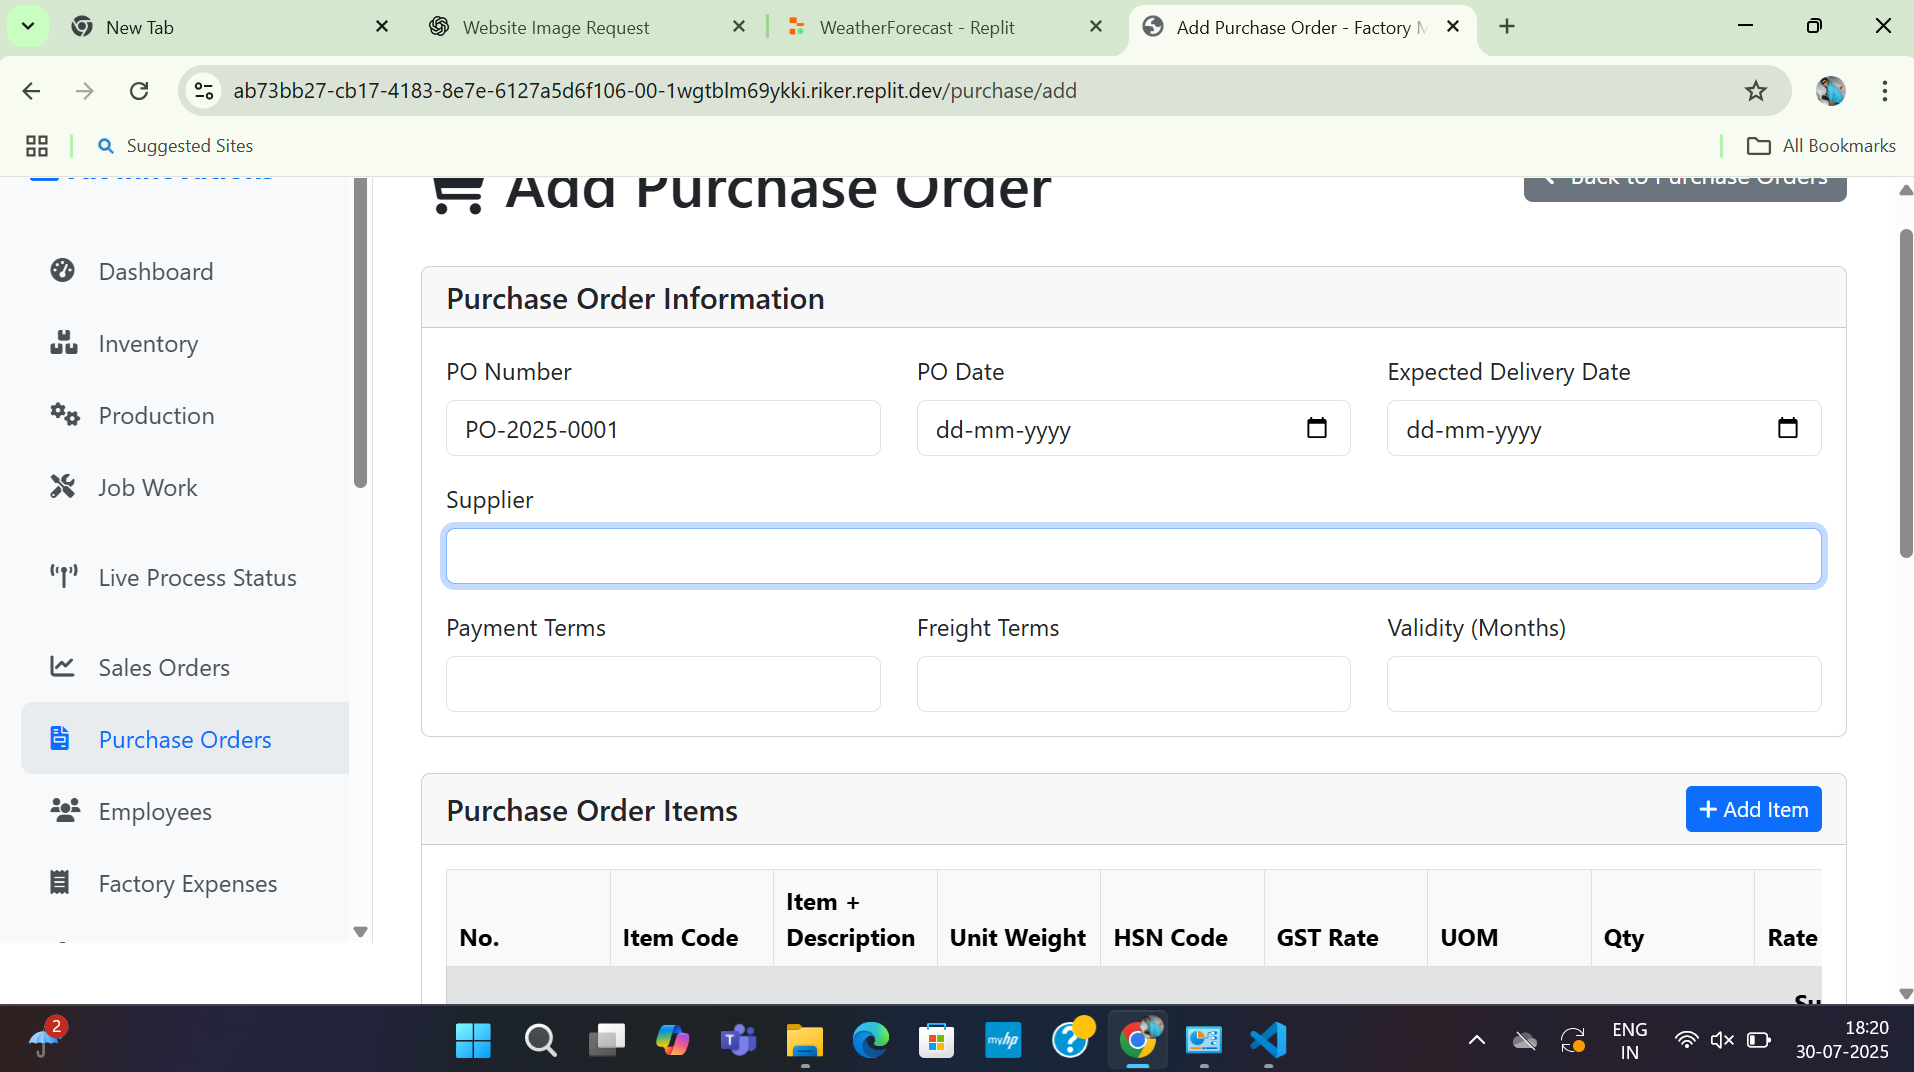 New Tab
Website Image Request
WeatherForecast - Replit
Add Purchase Order - Factory M
ab73bb27-cb17-4183-8e7e-6127a5d6f106-00-1wgtblm69ykki.riker.replit.dev/purchase/add
Suggested Sites
All Bookmarks
Add Purchase Order
Back to Purchase Orders
Dashboard
Inventory
Production
Job Work
Live Process Status
Sales Orders
Purchase Orders
Employees
Factory Expenses
Purchase Order Information
PO Number
PO Date
Expected Delivery Date
PO-2025-0001
dd-mm-yyyy
dd-mm-yyyy
Supplier
Payment Terms
Freight Terms
Validity (Months)
Purchase Order Items
+ Add Item
No.
Item Code
Item +
Description
Unit Weight
HSN Code
GST Rate
UOM
Qty
Rate
2
myhp
ENG
IN
18:20
30-07-2025